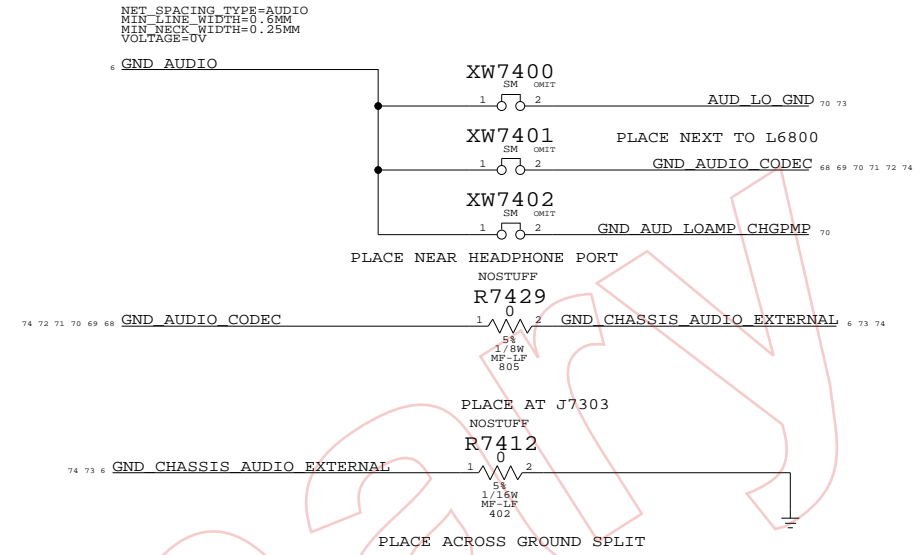 NET_SPACING_TYPE=AUDIO
MIN_LINE_WIDTH=0.6MM
MIN_NECK_WIDTH=0.25MM
VOLTAGE=0V
6 GND_AUDIO
XW7400
SM OMIT
1 2 AUD_LO_GND 70 73
XW7401 PLACE NEXT TO L6800
SM OMIT
1 2 GND_AUDIO_CODEC 68 69 70 71 72 74
XW7402
SM OMIT
1 2 GND_AUD_LOAMP_CHGPMP 70
PLACE NEAR HEADPHONE PORT
NOSTUFF
R7429
0
74 72 71 70 69 68 GND_AUDIO_CODEC 1 2 GND_CHASSIS_AUDIO_EXTERNAL 6 73 74
5%
1/8W
MF-LF
805
PLACE AT J7303
NOSTUFF
R7412
0
74 73 6 GND_CHASSIS_AUDIO_EXTERNAL 1 2
5%
1/16W
MF-LF
402
PLACE ACROSS GROUND SPLIT
ary